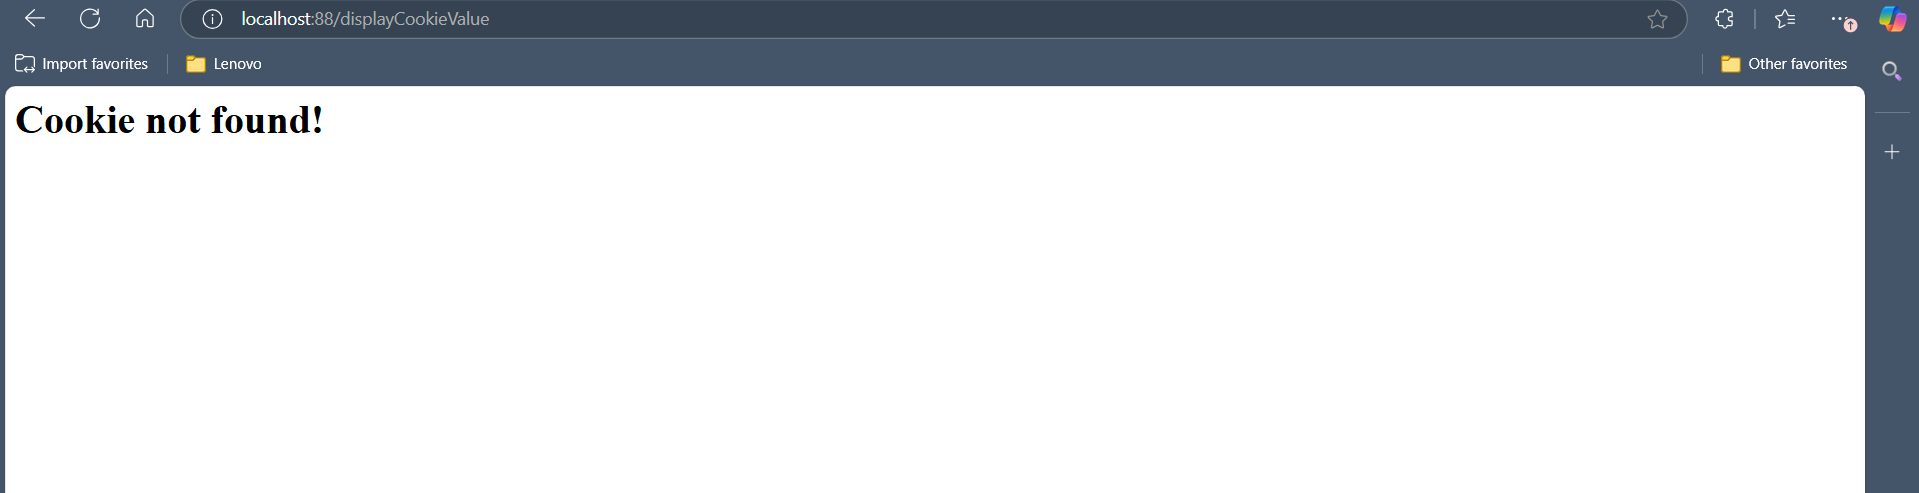 localhost:88/displayCookieValue
Import favorites
Lenovo
Other favorites
Cookie not found!